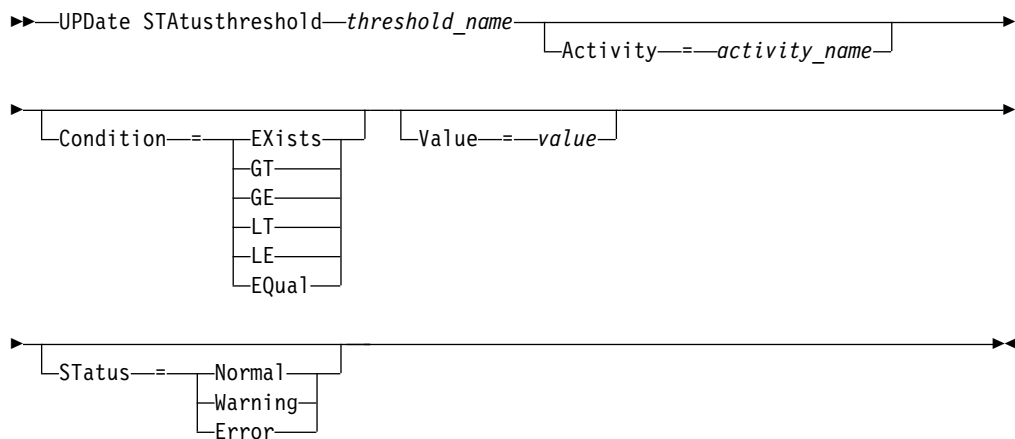 UPDate STAtusthreshold threshold_name
Activity = activity_name
Condition = EXists
GT
GE
LT
LE
EQual
Value = value
STatus = Normal
Warning
Error